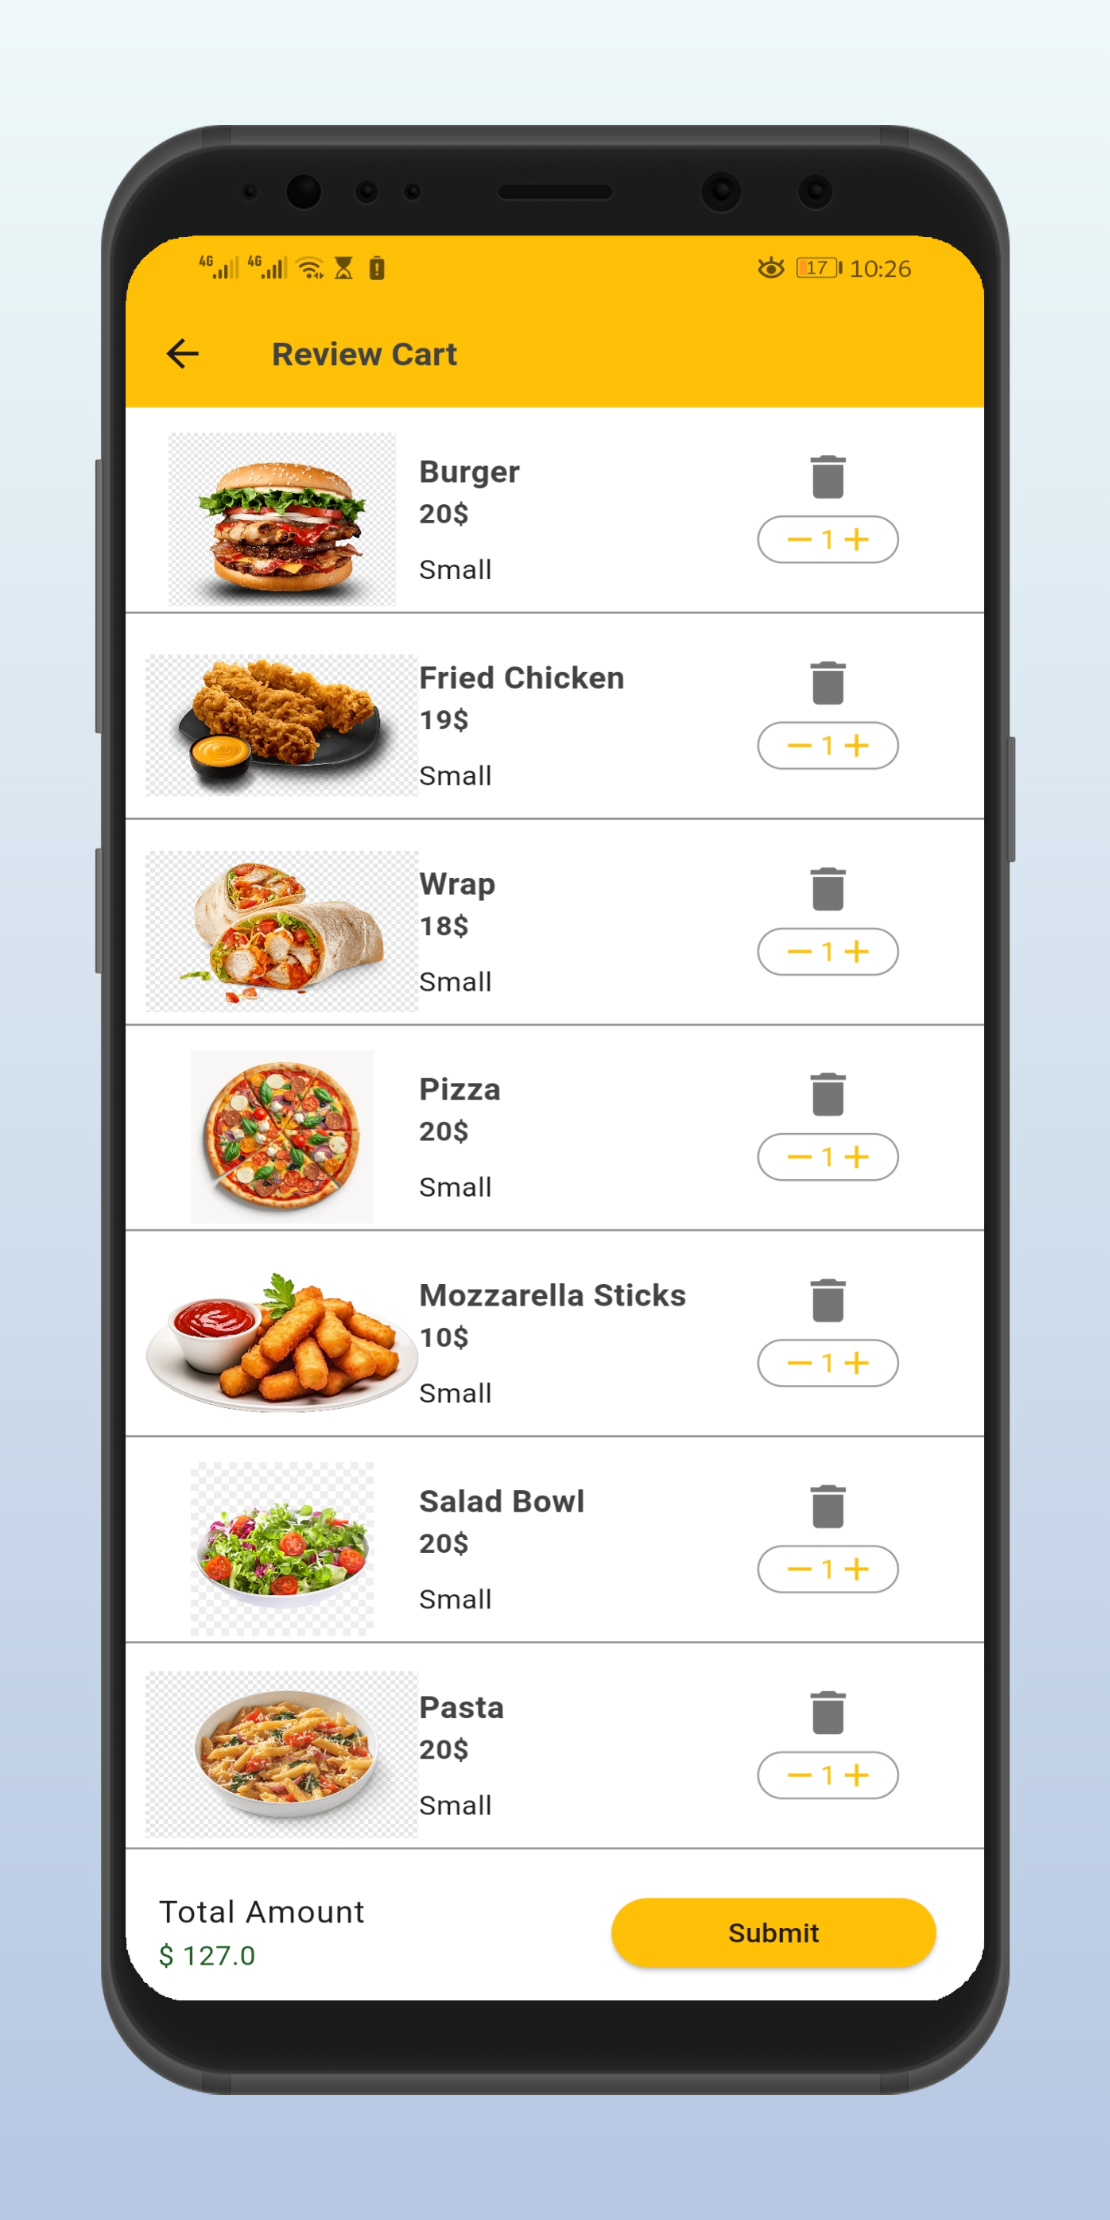 4G 4G 17 10:26
Review Cart
Burger
20$
Small
1
Fried Chicken
19$
Small
1
Wrap
18$
Small
1
Pizza
20$
Small
1
Mozzarella Sticks
10$
Small
1
Salad Bowl
20$
Small
1
Pasta
20$
Small
1
Total Amount
$ 127.0
Submit